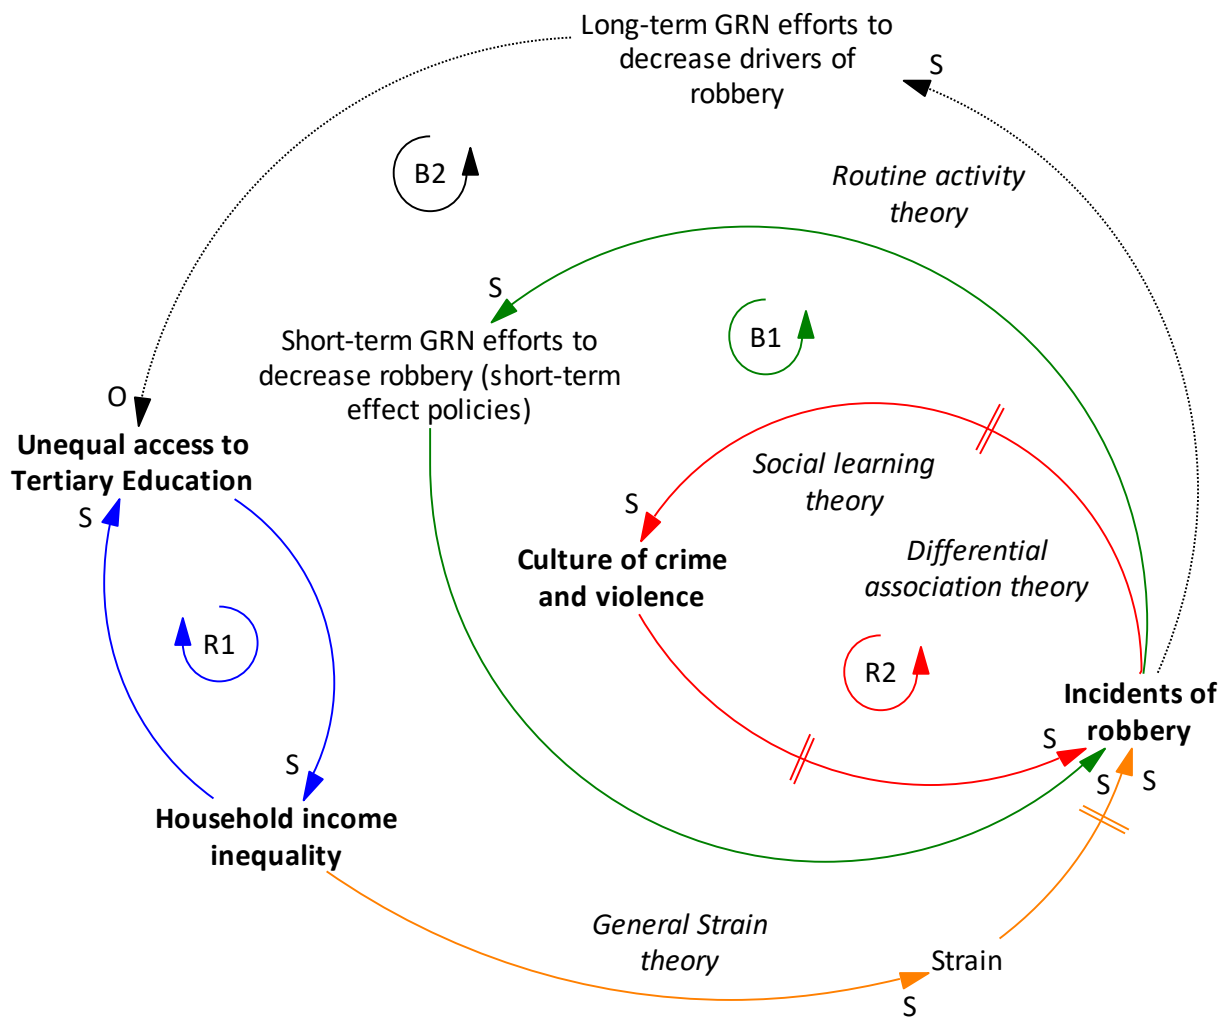 Long-term GRN efforts to
decrease drivers of
robbery
S
B2
Routine activity
theory
S
B1
Short-term GRN efforts to
decrease robbery (short-term
effect policies)
O
Unequal access to
Tertiary Education
S
Social learning
theory
S
Culture of crime
and violence
Differential
association theory
R1
R2
Incidents of
robbery
S
S
S
S
Household income
inequality
General Strain
theory
Strain
S